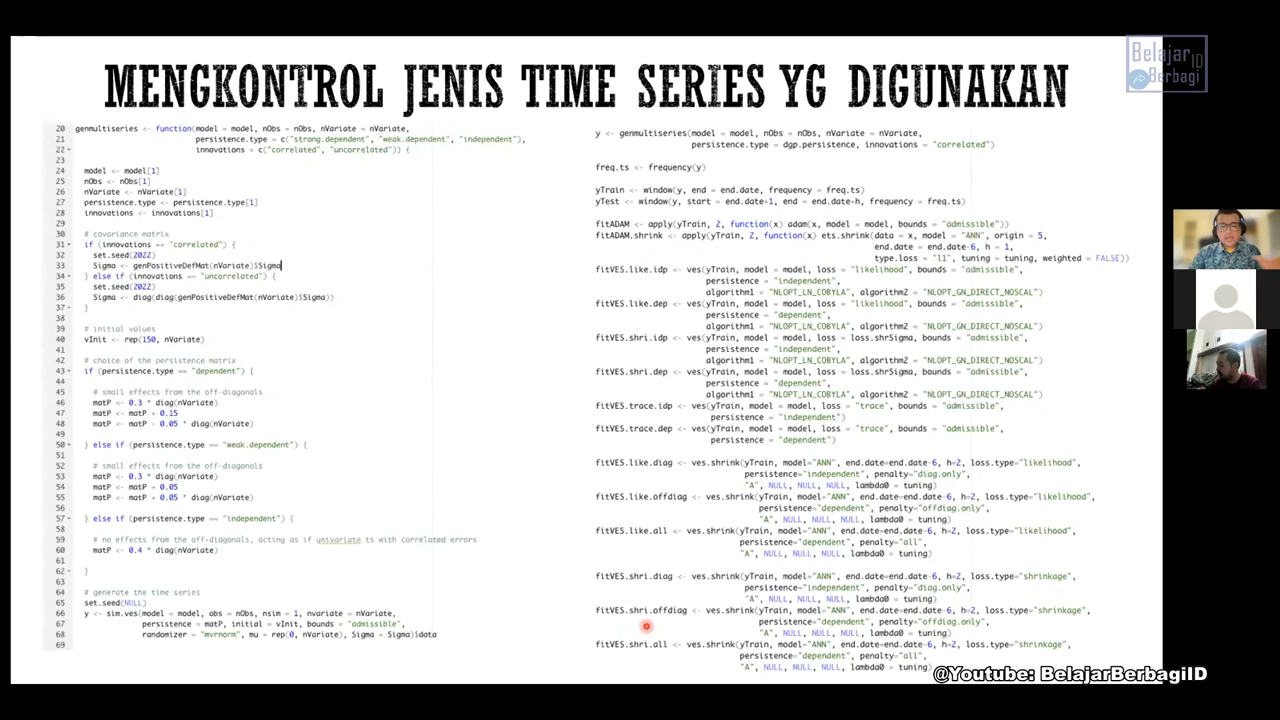 Belajar ID
Berbagi
MENGKONTROL JENIS TIME SERIES YG DIGUNAKAN
20 genmultiseries <- function(model = model, nObs = nObs, nVariate = nVariate,
21 persistence.type = c("strong.dependent", "weak.dependent", "independent"),
22 innovations = c("correlated", "uncorrelated")) {
23
24 model <- model[1]
25 nObs <- nObs[1]
26 nVariate <- nVariate[1]
27 persistence.type <- persistence.type[1]
28 innovations <- innovations[1]
29
30 # covariance matrix
31 if (innovations == "correlated") {
32 set.seed(2022)
33 Sigma <- genPositiveDefMat(nVariate)$Sigma
34 } else if (innovations == "uncorrelated") {
35 set.seed(2022)
36 Sigma <- diag(diag(genPositiveDefMat(nVariate)$Sigma))
37 }
38
39 # initial values
40 vInit <- rep(150, nVariate)
41
42 # choice of the persistence matrix
43 if (persistence.type == "dependent") {
44
45 # small effects from the off-diagonals
46 matP <- 0.3 * diag(nVariate)
47 matP <- matP + 0.15
48 matP <- matP + 0.05 * diag(nVariate)
49
50 } else if (persistence.type == "weak.dependent") {
51
52 # small effects from the off-diagonals
53 matP <- 0.3 * diag(nVariate)
54 matP <- matP + 0.05
55 matP <- matP + 0.05 * diag(nVariate)
56
57 } else if (persistence.type == "independent") {
58
59 # no effects from the off-diagonals, acting as if univariate ts with correlated errors
60 matP <- 0.4 * diag(nVariate)
61
62 }
63
64 # generate the time series
65 set.seed(NULL)
66 y <- sim.ves(model = model, obs = nObs, nsim = 1, nvariate = nVariate,
67 persistence = matP, initial = vInit, bounds = "admissible",
68 randomizer = "mvrnorm", mu = rep(0, nVariate), Sigma = Sigma)$data
69
y <- genmultiseries(model = model, nObs = nObs, nVariate = nVariate,
persistence.type = dgp.persistence, innovations = "correlated")
freq.ts <- frequency(y)
yTrain <- window(y, end = end.date, frequency = freq.ts)
yTest <- window(y, start = end.date+1, end = end.date+h, frequency = freq.ts)
fitADAM <- apply(yTrain, 2, function(x) adam(x, model = model, bounds = "admissible"))
fitADAM.shrink <- apply(yTrain, 2, function(x) ets.shrink(data = x, model = "ANN", origin = 5,
end.date = end.date-6, h = 1,
type.loss = "l1", tuning = tuning, weighted = FALSE))
fitVES.like.idp <- ves(yTrain, model = model, loss = "likelihood", bounds = "admissible",
persistence = "independent",
algorithm1 = "NLOPT_LN_COBYLA", algorithm2 = "NLOPT_GN_DIRECT_NOSCAL")
fitVES.like.dep <- ves(yTrain, model = model, loss = "likelihood", bounds = "admissible",
persistence = "dependent",
algorithm1 = "NLOPT_LN_COBYLA", algorithm2 = "NLOPT_GN_DIRECT_NOSCAL")
fitVES.shri.idp <- ves(yTrain, model = model, loss = loss.shrSigma, bounds = "admissible",
persistence = "independent",
algorithm1 = "NLOPT_LN_COBYLA", algorithm2 = "NLOPT_GN_DIRECT_NOSCAL")
fitVES.shri.dep <- ves(yTrain, model = model, loss = loss.shrSigma, bounds = "admissible",
persistence = "dependent",
algorithm1 = "NLOPT_LN_COBYLA", algorithm2 = "NLOPT_GN_DIRECT_NOSCAL")
fitVES.trace.idp <- ves(yTrain, model = model, loss = "trace", bounds = "admissible",
persistence = "independent")
fitVES.trace.dep <- ves(yTrain, model = model, loss = "trace", bounds = "admissible",
persistence = "dependent")
fitVES.like.diag <- ves.shrink(yTrain, model="ANN", end.date=end.date-6, h=2, loss.type="likelihood",
persistence="independent", penalty="diag.only",
"A", NULL, NULL, NULL, lambda0 = tuning)
fitVES.like.offdiag <- ves.shrink(yTrain, model="ANN", end.date=end.date-6, h=2, loss.type="likelihood",
persistence="dependent", penalty="offdiag.only",
"A", NULL, NULL, NULL, lambda0 = tuning)
fitVES.like.all <- ves.shrink(yTrain, model="ANN", end.date=end.date-6, h=2, loss.type="likelihood",
persistence="dependent", penalty="all",
"A", NULL, NULL, NULL, lambda0 = tuning)
fitVES.shri.diag <- ves.shrink(yTrain, model="ANN", end.date=end.date-6, h=2, loss.type="shrinkage",
persistence="independent", penalty="diag.only",
"A", NULL, NULL, NULL, lambda0 = tuning)
fitVES.shri.offdiag <- ves.shrink(yTrain, model="ANN", end.date=end.date-6, h=2, loss.type="shrinkage",
persistence="dependent", penalty="offdiag.only",
"A", NULL, NULL, NULL, lambda0 = tuning)
fitVES.shri.all <- ves.shrink(yTrain, model="ANN", end.date=end.date-6, h=2, loss.type="shrinkage",
persistence="dependent", penalty="all",
"A", NULL, NULL, NULL, lambda0 = tuning)
@Youtube: BelajarBerbagiID